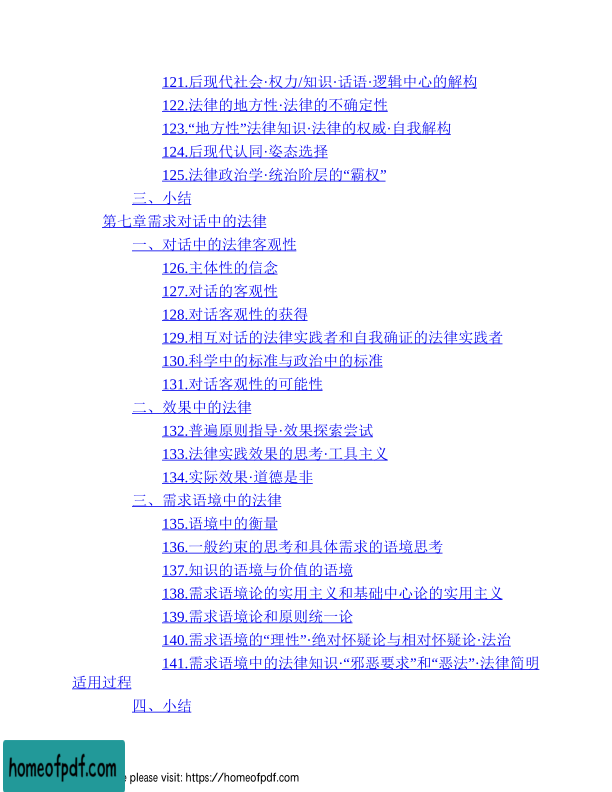 121.后现代社会·权力/知识·话语·逻辑中心的解构
122.法律的地方性·法律的不确定性
123.“地方性”法律知识·法律的权威·自我解构
124.后现代认同·姿态选择
125.法律政治学·统治阶层的“霸权”
三、小结
第七章需求对话中的法律
一、对话中的法律客观性
126.主体性的信念
127.对话的客观性
128.对话客观性的获得
129.相互对话的法律实践者和自我确证的法律实践者
130.科学中的标准与政治中的标准
131.对话客观性的可能性
二、效果中的法律
132.普遍原则指导·效果探索尝试
133.法律实践效果的思考·工具主义
134.实际效果·道德是非
三、需求语境中的法律
135.语境中的衡量
136.一般约束的思考和具体需求的语境思考
137.知识的语境与价值的语境
138.需求语境论的实用主义和基础中心论的实用主义
139.需求语境论和原则统一论
140.需求语境的“理性”·绝对怀疑论与相对怀疑论·法治
141.需求语境中的法律知识·“邪恶要求”和“恶法”·法律简明
适用过程
四、小结
homeofpdf.com
please visit: https://homeofpdf.com